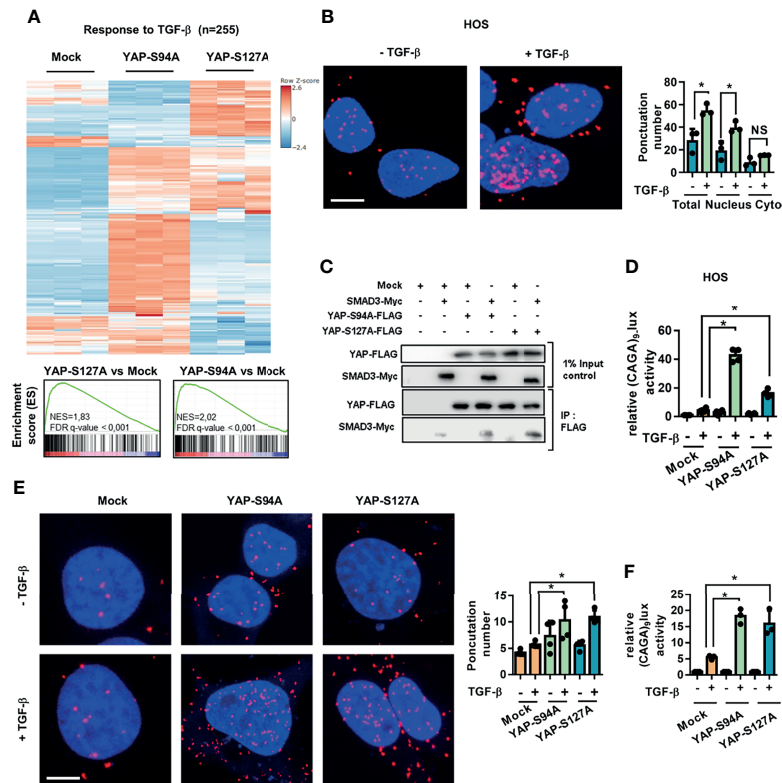 A
Response to TGF-β (n=255)
Mock YAP-S94A YAP-S127A
Row Z-score
2.6
-2.4
YAP-S127A vs Mock YAP-S94A vs Mock
Enrichment score (ES)
NES=1,83
FDR q-value <0,001
NES=2,02
FDR q-value <0,001
B
HOS
- TGF-β + TGF-β
Ponctuation number
80
60
40
20
0
* * NS
- + - + - +
TGF-β
Total Nucleus Cyto
C
Mock + + + - + -
SMAD3-Myc - + - + - +
YAP-S94A-FLAG - - + + - -
YAP-S127A-FLAG - - - - + +
YAP-FLAG
SMAD3-Myc
1% Input control
YAP-FLAG
SMAD3-Myc
IP : FLAG
D
HOS
relative (CAGA)9-lux activity
60
40
20
0
*
*
TGF-β - + - + - +
Mock
YAP-S94A
YAP-S127A
E
Mock YAP-S94A YAP-S127A
- TGF-β
+ TGF-β
Poncutation number
15
10
5
0
*
*
TGF-β - + - + - +
Mock
YAP-S94A
YAP-S127A
F
relative (CAGA)9lux activity
25
20
15
10
5
0
*
*
TGF-β - + - + - +
Mock
YAP-S94A
YAP-S127A